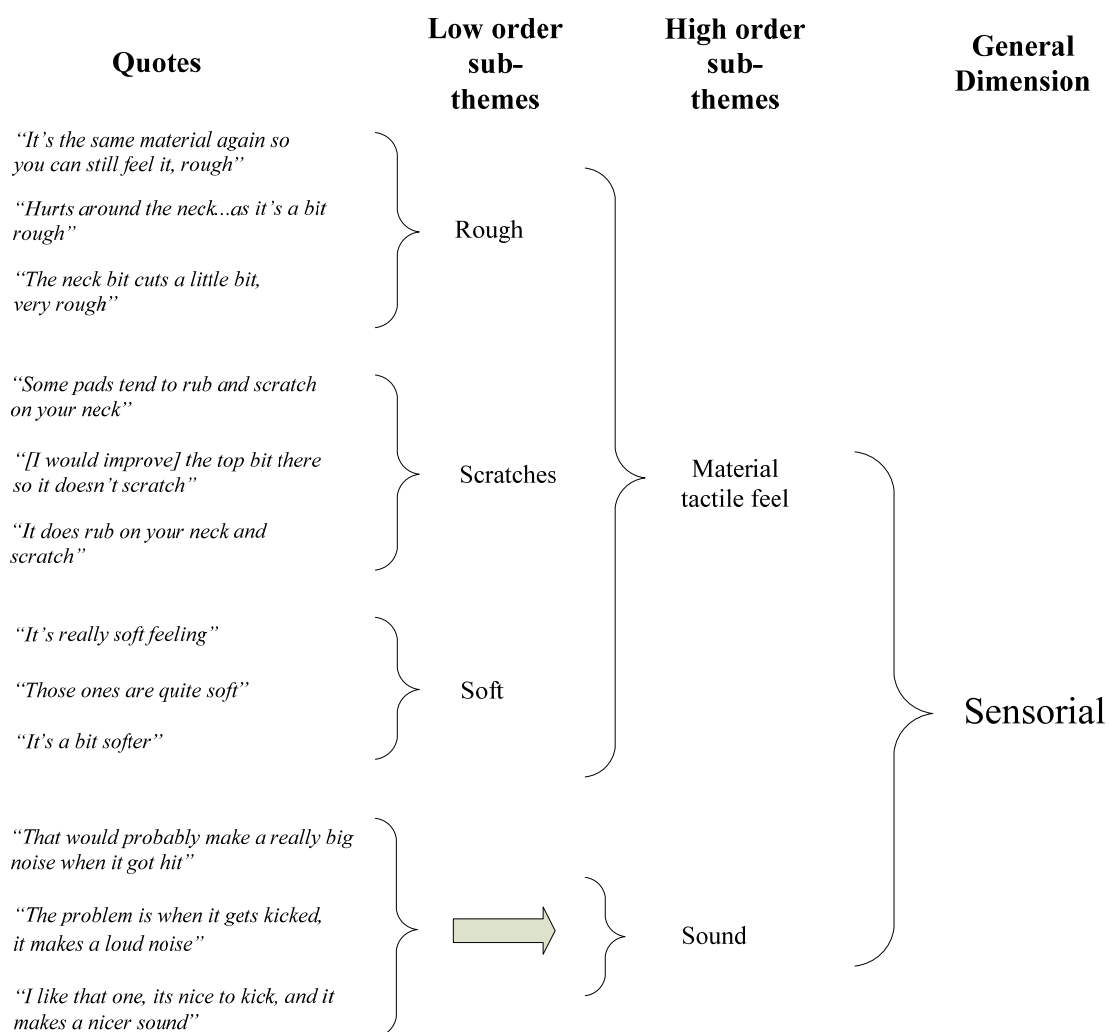 Quotes
Low order
sub-
themes
High order
sub-
themes
General
Dimension
“It’s the same material again so
you can still feel it, rough”
“Hurts around the neck...as it’s a bit
rough”
“The neck bit cuts a little bit,
very rough”
Rough
“Some pads tend to rub and scratch
on your neck”
“[I would improve] the top bit there
so it doesn’t scratch”
“It does rub on your neck and
scratch”
Scratches
“It’s really soft feeling”
“Those ones are quite soft”
“It’s a bit softer”
Soft
Material
tactile feel
“That would probably make a really big
noise when it got hit”
“The problem is when it gets kicked,
it makes a loud noise”
“I like that one, its nice to kick, and it
makes a nicer sound”
Sound
Sensorial